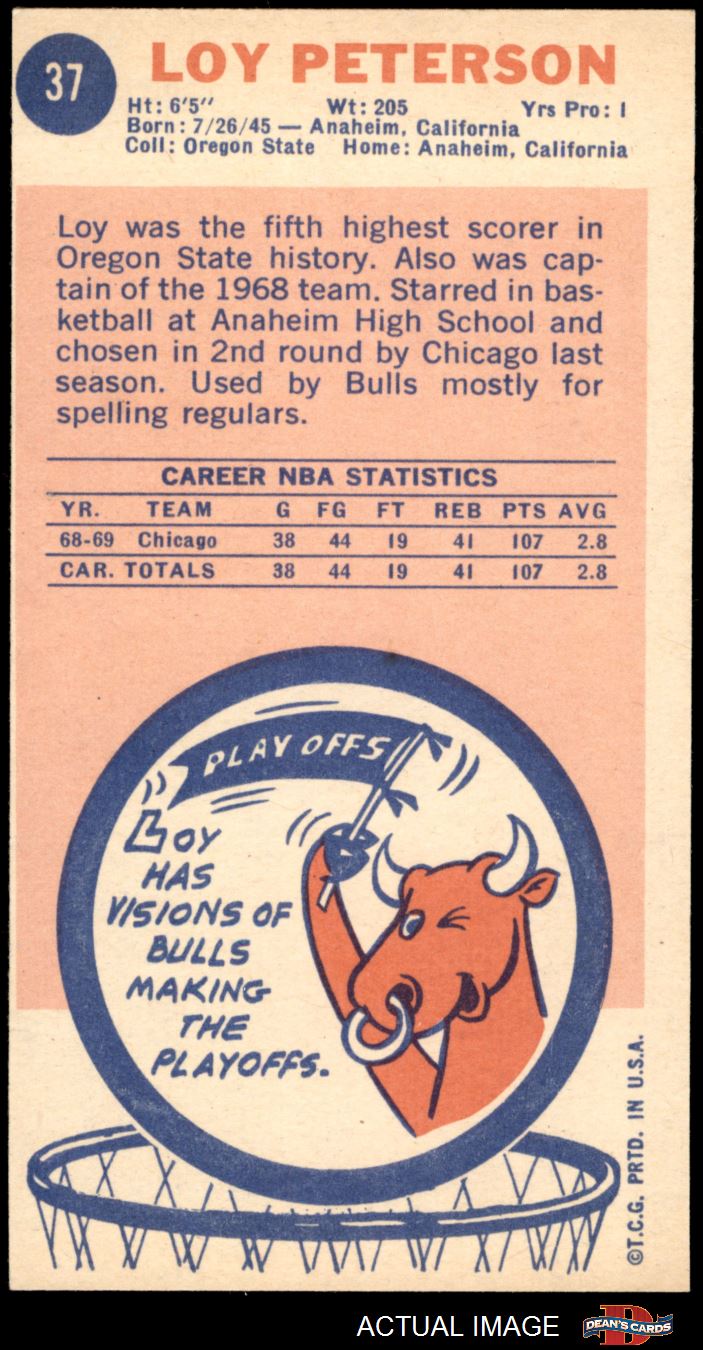 37
LOY PETERSON
Ht: 6'5" Wt: 205 Yrs Pro: 1
Born: 7/26/45 — Anaheim, California
Coll: Oregon State Home: Anaheim, California
Loy was the fifth highest scorer in
Oregon State history. Also was cap-
tain of the 1968 team. Starred in bas-
ketball at Anaheim High School and
chosen in 2nd round by Chicago last
season. Used by Bulls mostly for
spelling regulars.
CAREER NBA STATISTICS
YR. TEAM G FG FT REB PTS AVG
68-69 Chicago 38 44 19 41 107 2.8
CAR. TOTALS 38 44 19 41 107 2.8
PLAYOFFS
LOY
HAS
VISIONS OF
BULLS
MAKING
THE
PLAYOFFS.
©T.C.G. PRTD. IN U.S.A.
ACTUAL IMAGE
DEAN'S CARDS